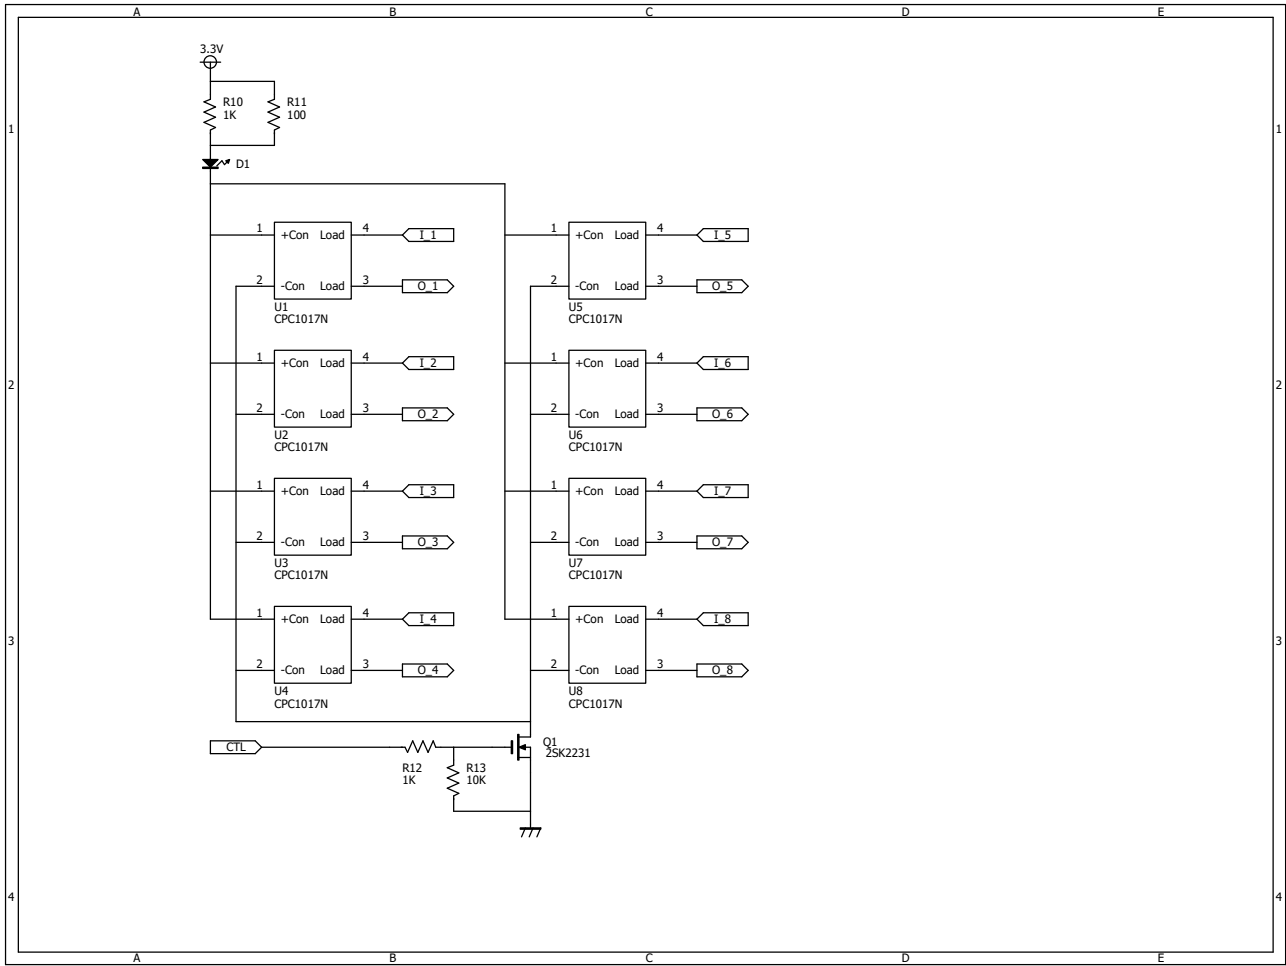 A B C D E
3.3V
R10 R11
1K 100
1 1
D1
1 +Con Load 4 I_1 1 +Con Load 4 I_5
2 -Con Load 3 O_1 2 -Con Load 3 O_5
U1 U5
CPC1017N CPC1017N
1 +Con Load 4 I_2 1 +Con Load 4 I_6
2 2
2 -Con Load 3 O_2 2 -Con Load 3 O_6
U2 U6
CPC1017N CPC1017N
1 +Con Load 4 I_3 1 +Con Load 4 I_7
2 -Con Load 3 O_3 2 -Con Load 3 O_7
U3 U7
CPC1017N CPC1017N
1 +Con Load 4 I_4 1 +Con Load 4 I_8
3 3
2 -Con Load 3 O_4 2 -Con Load 3 O_8
U4 U8
CPC1017N CPC1017N
CTL Q1
2SK2231
R12 R13
1K 10K
4 4
A B C D E